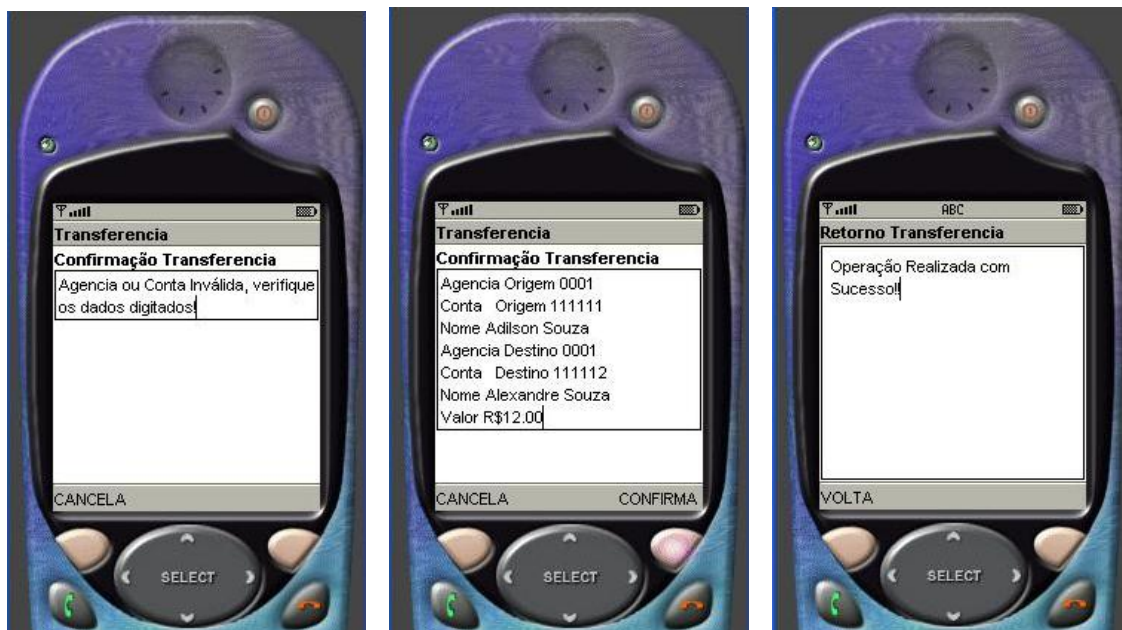 Transferencia
Confirmação Transferencia
Agencia ou Conta Inválida, verifique
os dados digitados!
CANCELA
SELECT
Transferencia
Confirmação Transferencia
Agencia Origem 0001
Conta Origem 111111
Nome Adilson Souza
Agencia Destino 0001
Conta Destino 111112
Nome Alexandre Souza
Valor R$12.00
CANCELA CONFIRMA
SELECT
ABC
Retorno Transferencia
Operação Realizada com
Sucesso!!
VOLTA
SELECT